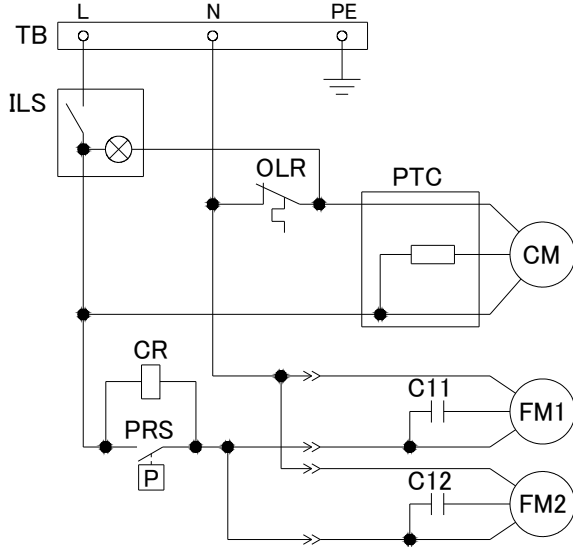 L N PE
TB
ILS
OLR
PTC
CM
CR
C11
PRS
FM1
P
C12
FM2